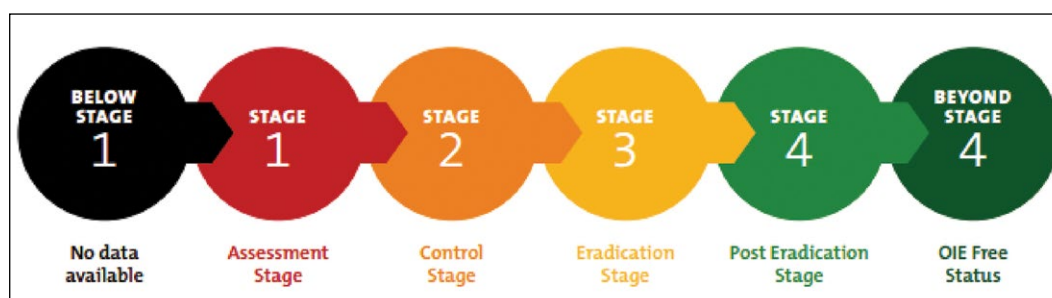 BELOW
STAGE
1
STAGE
1
STAGE
2
STAGE
3
STAGE
4
BEYOND
STAGE
4
No data
available
Assessment
Stage
Control
Stage
Eradication
Stage
Post Eradication
Stage
OIE Free
Status